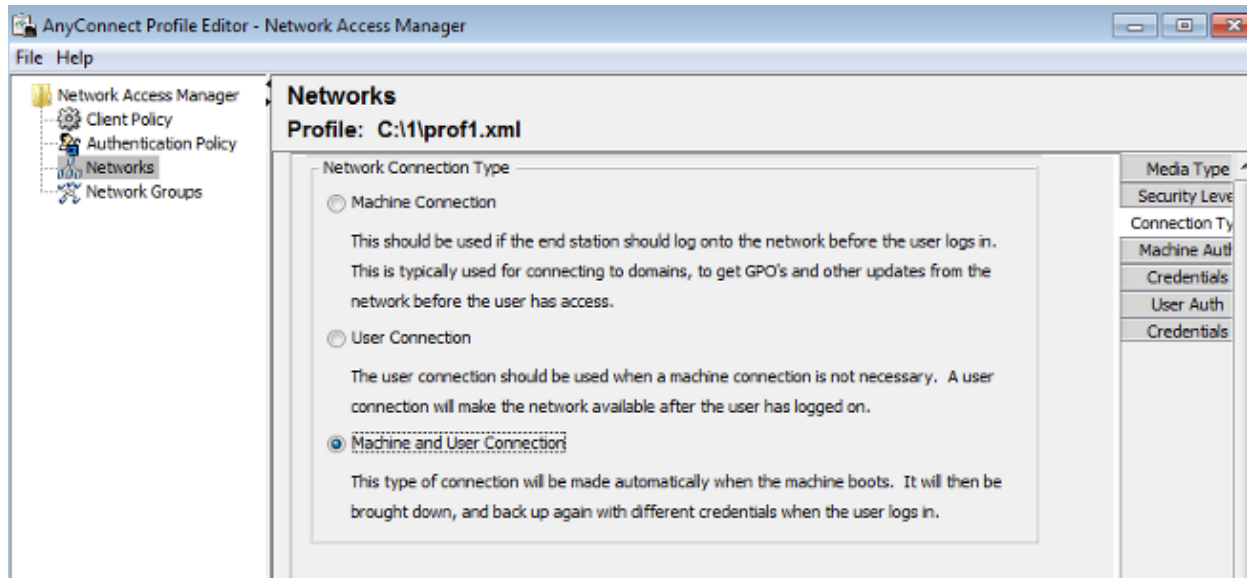 AnyConnect Profile Editor - Network Access Manager
File Help
Network Access Manager
Client Policy
Authentication Policy
Networks
Network Groups
Networks
Profile: C:\1\prof1.xml
Network Connection Type
Machine Connection
This should be used if the end station should log onto the network before the user logs in.
This is typically used for connecting to domains, to get GPO's and other updates from the
network before the user has access.
User Connection
The user connection should be used when a machine connection is not necessary. A user
connection will make the network available after the user has logged on.
Machine and User Connection
This type of connection will be made automatically when the machine boots. It will then be
brought down, and back up again with different credentials when the user logs in.
Media Type
Security Leve
Connection Ty
Machine Auth
Credentials
User Auth
Credentials